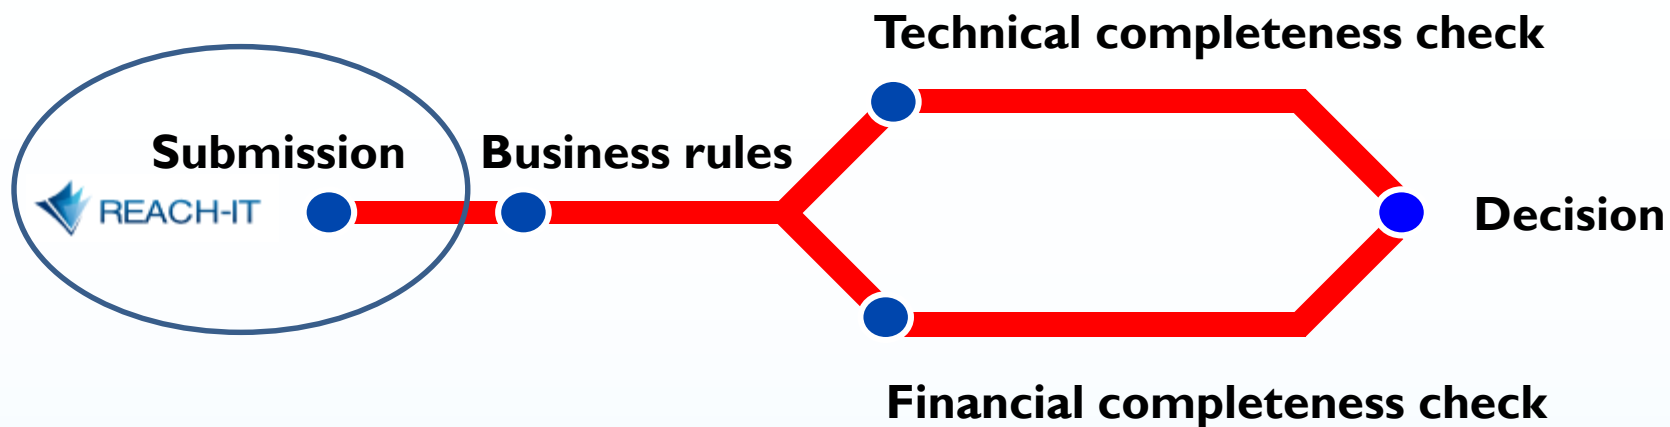 Technical completeness check
Submission
Business rules
REACH-IT
Decision
Financial completeness check